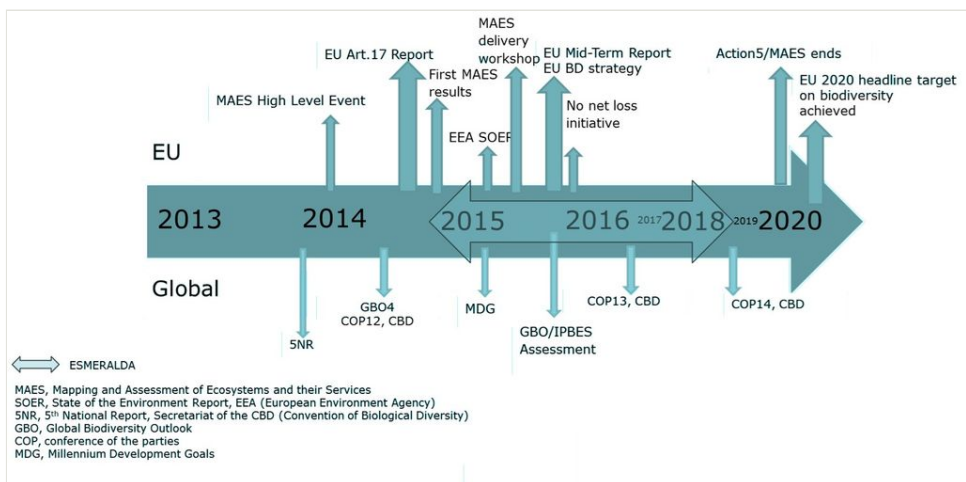 MAES
delivery
workshop
EU Art.17 Report
EU Mid-Term Report
EU BD strategy
Action5/MAES ends
First MAES
results
EU 2020 headline target
on biodiversity
achieved
MAES High Level Event
No net loss
initiative
EEA SOER
EU
2013
2014
2015
2016
2017
2018
2019
2020
Global
5NR
GBO4
COP12, CBD
MDG
GBO/IPBES
Assessment
COP13, CBD
COP14, CBD
ESMERALDA
MAES, Mapping and Assessment of Ecosystems and their Services
SOER, State of the Environment Report, EEA (European Environment Agency)
5NR, 5th National Report, Secretariat of the CBD (Convention of Biological Diversity)
GBO, Global Biodiversity Outlook
COP, conference of the parties
MDG, Millennium Development Goals